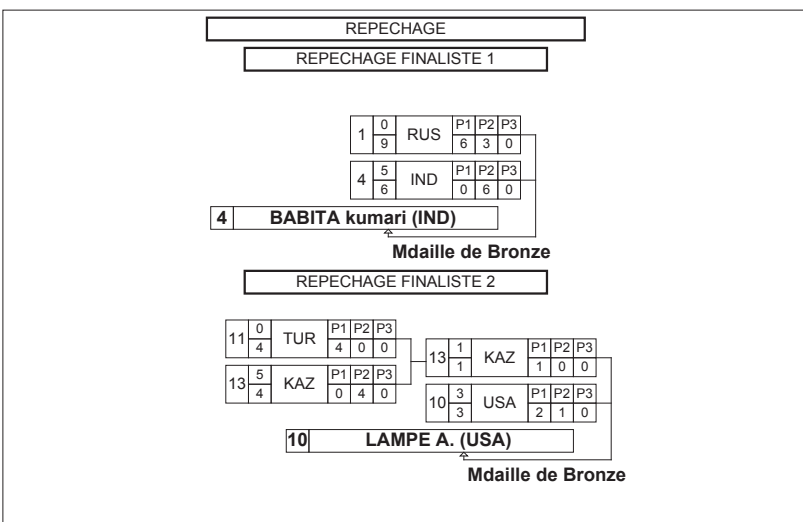 REPECHAGE
REPECHAGE FINALISTE 1
1 0 RUS P1 P2 P3
9 6 3 0
4 5 IND P1 P2 P3
6 0 6 0
4 BABITA kumari (IND)
Mdaille de Bronze
REPECHAGE FINALISTE 2
11 0 TUR P1 P2 P3
4 4 0 0
13 1 KAZ P1 P2 P3
1 1 0 0
13 5 KAZ P1 P2 P3
4 0 4 0
10 3 USA P1 P2 P3
3 2 1 0
10 LAMPE A. (USA)
Mdaille de Bronze